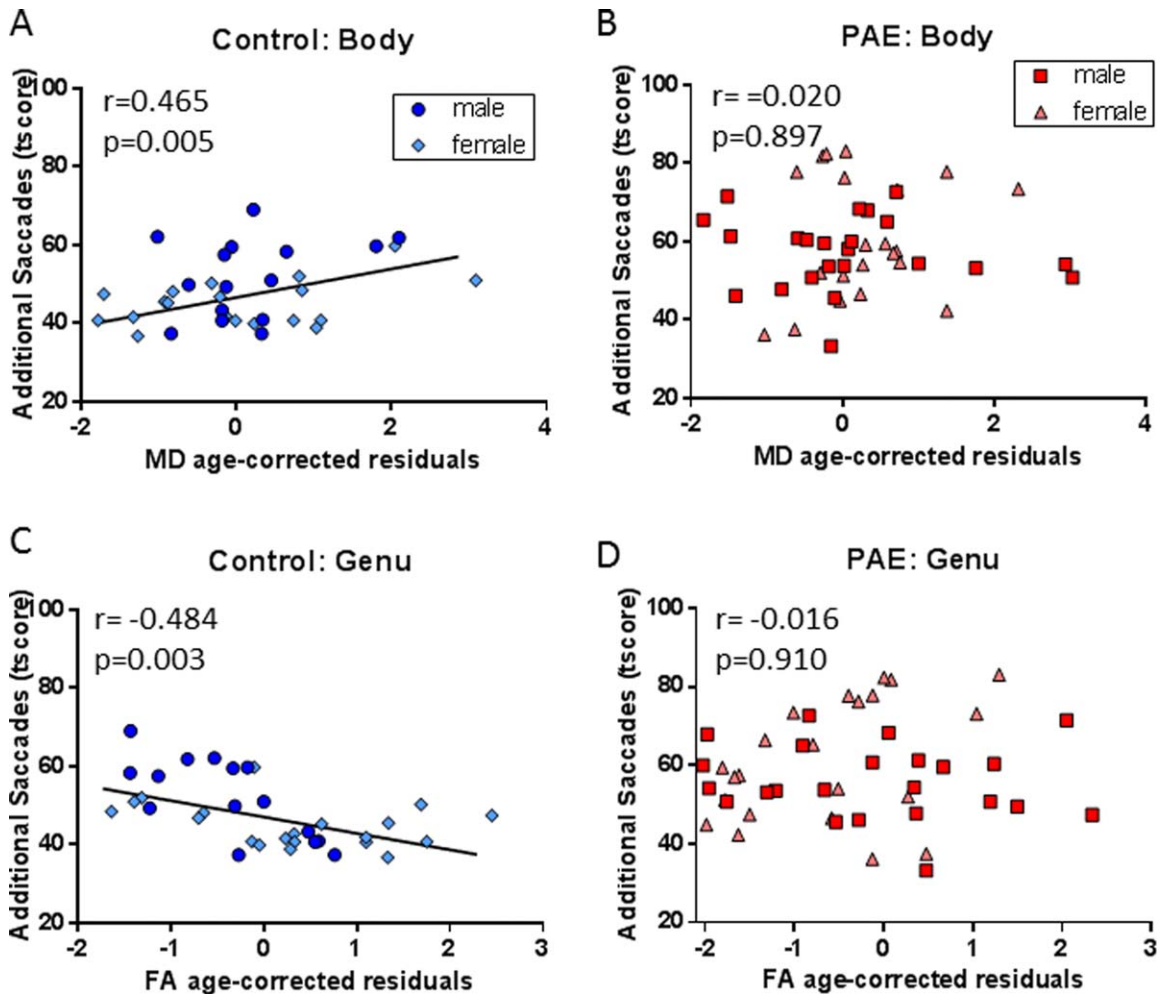 A
Control: Body
Additional Saccades (tscore)
100
80
60
40
20
r=0.465
p=0.005
male
female
-2
0
2
4
MD age-corrected residuals
B
PAE: Body
Additional Saccades (tscore)
100
80
60
40
20
r= =0.020
p=0.897
male
female
-2
0
2
4
MD age-corrected residuals
C
Control: Genu
Additional Saccades (tscore)
100
80
60
40
20
r= -0.484
p=0.003
-2
-1
0
1
2
3
FA age-corrected residuals
D
PAE: Genu
Additional Saccades (tscore)
100
80
60
40
20
r= -0.016
p=0.910
-2
-1
0
1
2
3
FA age-corrected residuals